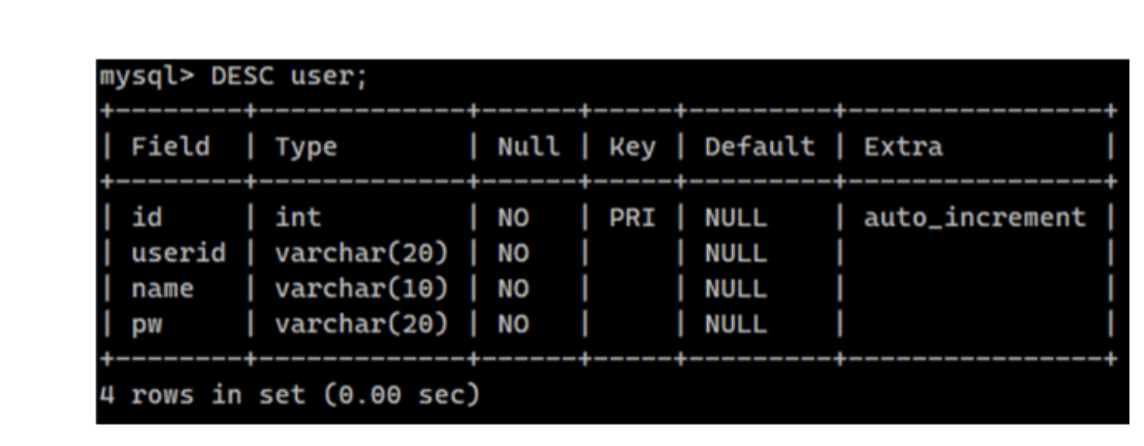 mysql> DESC user;
+--------+-------------+------+-----+---------+----------------+
| Field  | Type        | Null | Key | Default | Extra          |
+--------+-------------+------+-----+---------+----------------+
| id     | int         | NO   | PRI | NULL    | auto_increment |
| userid | varchar(20) | NO   |     | NULL    |                |
| name   | varchar(10) | NO   |     | NULL    |                |
| pw     | varchar(20) | NO   |     | NULL    |                |
+--------+-------------+------+-----+---------+----------------+
4 rows in set (0.00 sec)